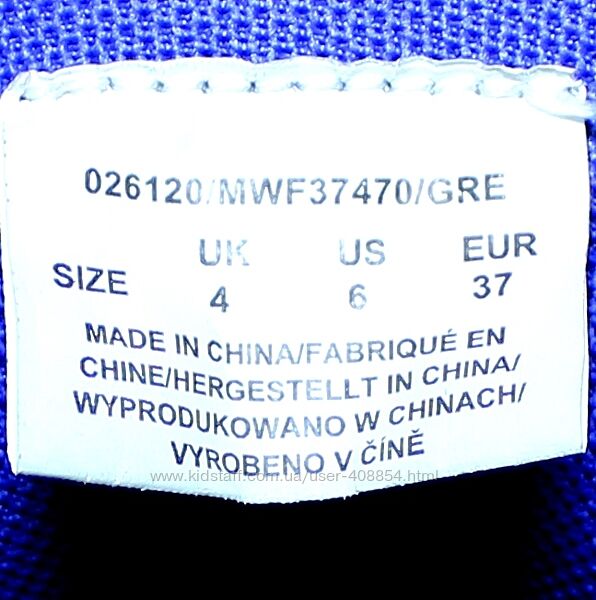 026120/MWF37470/GRE
UK US EUR
SIZE 4 6 37
MADE IN CHINA/FABRIQUÉ EN
CHINE/HERGESTELLT IN CHINA/
WYPRODUKOWANO W CHINACH/
VYROBENO V ČÍNĚ
www.kidstaff.com.ua/user-408854.html